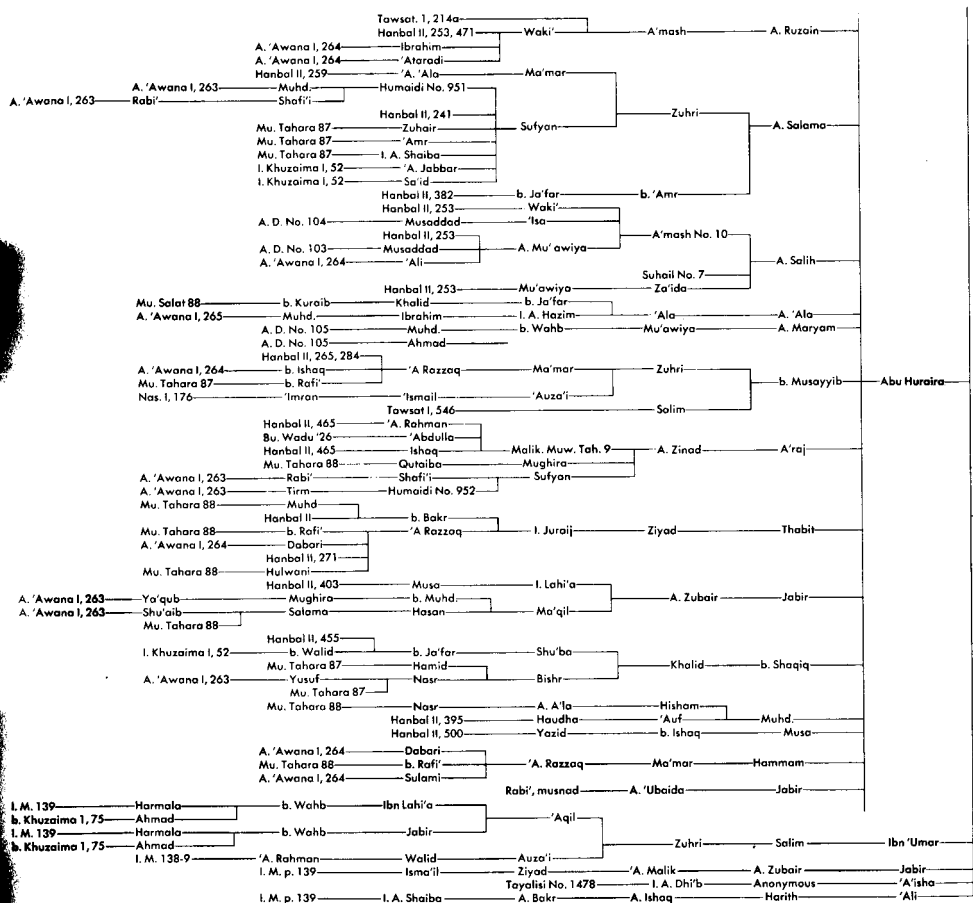 Tawsat. 1, 214a
Hanbal II, 253, 471 Waki' A'mash A. Ruzain
A. 'Awana I, 264 Ibrahim
A. 'Awana I, 264 'Ataradi
Hanbal II, 259 'A. 'Ala Ma'mar
A. 'Awana I, 263 Muhd. Humaidi No. 951
A. 'Awana I, 263 Rabi' Shafi'i
Hanbal II, 241 Zuhri
Mu. Tahara 87 Zuhair Sufyan A. Salama
Mu. Tahara 87 'Amr
Mu. Tahara 87 I. A. Shaiba
I. Khuzaima I, 52 'A. Jabbar
I. Khuzaima I, 52 Sa'id
Hanbal II, 382 b. Ja'far b. 'Amr
Hanbal II, 253 Waki'
A. D. No. 104 Musaddad 'Isa
Hanbal II, 253 A'mash No. 10
A. D. No. 103 Musaddad A. Mu'awiya
A. 'Awana I, 264 'Ali A. Salih
Suhail No. 7
Hanbal II, 253 Mu'awiya Za'ida
Mu. Salat 88 b. Kuraib Khalid b. Ja'far
A. 'Awana I, 265 Muhd. Ibrahim I. A. Hazim 'Ala A. 'Ala
A. D. No. 105 Muhd. b. Wahb Mu'awiya A. Maryam
A. D. No. 105 Ahmad
Hanbal II, 265, 284
A. 'Awana I, 264 b. Ishaq 'A Razzaq Ma'mar Zuhri
Mu. Tahara 87 b. Rafi' b. Musayyib Abu Huraira
Nas. I, 176 'Imran 'Ismail 'Auza'i
Tawsat I, 546 Salim
Hanbal II, 465 'A. Rahman
Bu. Wadu '26 'Abdulla
Hanbal II, 465 Ishaq Malik. Muw. Tah. 9 A. Zinad A'raj
Mu. Tahara 88 Qutaiba Mughira
A. 'Awana I, 263 Rabi' Shafi'i Sufyan
A. 'Awana I, 263 Tirm Humaidi No. 952
Mu. Tahara 88 Muhd
Hanbal II b. Bakr
Mu. Tahara 88 b. Rafi' 'A Razzaq I. Juraij Ziyad Thabit
A. 'Awana I, 264 Dabari
Hanbal II, 271
Mu. Tahara 88 Hulwani
Hanbal II, 403 Musa I. Lahi'a
A. 'Awana I, 263 Ya'qub Mughira b. Muhd. A. Zubair Jabir
A. 'Awana I, 263 Shu'aib Salama Hasan Ma'qil
Mu. Tahara 88
Hanbal II, 455
I. Khuzaima I, 52 b. Walid b. Ja'far Shu'ba
Mu. Tahara 87 Hamid Khalid b. Shaqiq
A. 'Awana I, 263 Yusuf Nasr Bishr
Mu. Tahara 87
Mu. Tahara 88 Nasr A. A'la Hisham
Hanbal II, 395 Haudha 'Auf Muhd.
Hanbal II, 500 Yazid b. Ishaq Musa
A. 'Awana I, 264 Dabari
Mu. Tahara 88 b. Rafi' 'A. Razzaq Ma'mar Hammam
A. 'Awana I, 264 Sulami
Rabi', musnad A. 'Ubaida Jabir
I. M. 139 Harmala b. Wahb Ibn Lahi'a
b. Khuzaima 1, 75 Ahmad 'Aqil
I. M. 139 Harmala b. Wahb Jabir
b. Khuzaima 1, 75 Ahmad Zuhri Salim Ibn 'Umar
I. M. 138-9 'A. Rahman Walid Auza'i
I. M. p. 139 Isma'il Ziyad 'A. Malik A. Zubair Jabir
Tayalisi No. 1478 I. A. Dhi'b Anonymous 'A'isha
I. M. p. 139 I. A. Shaiba A. Bakr A. Ishaq Harith 'Ali